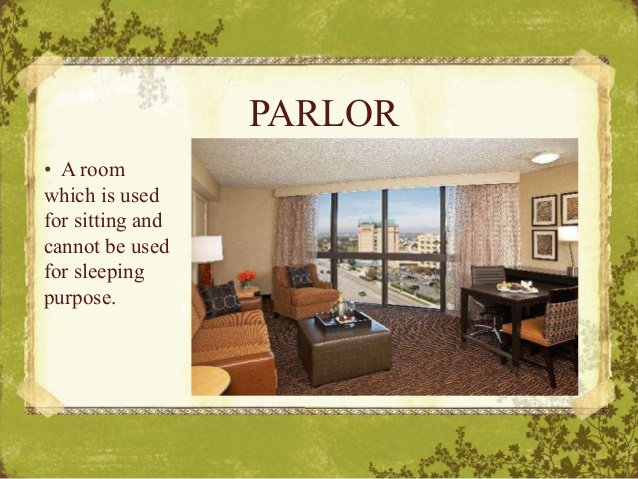 PARLOR
• A room
which is used
for sitting and
cannot be used
for sleeping
purpose.